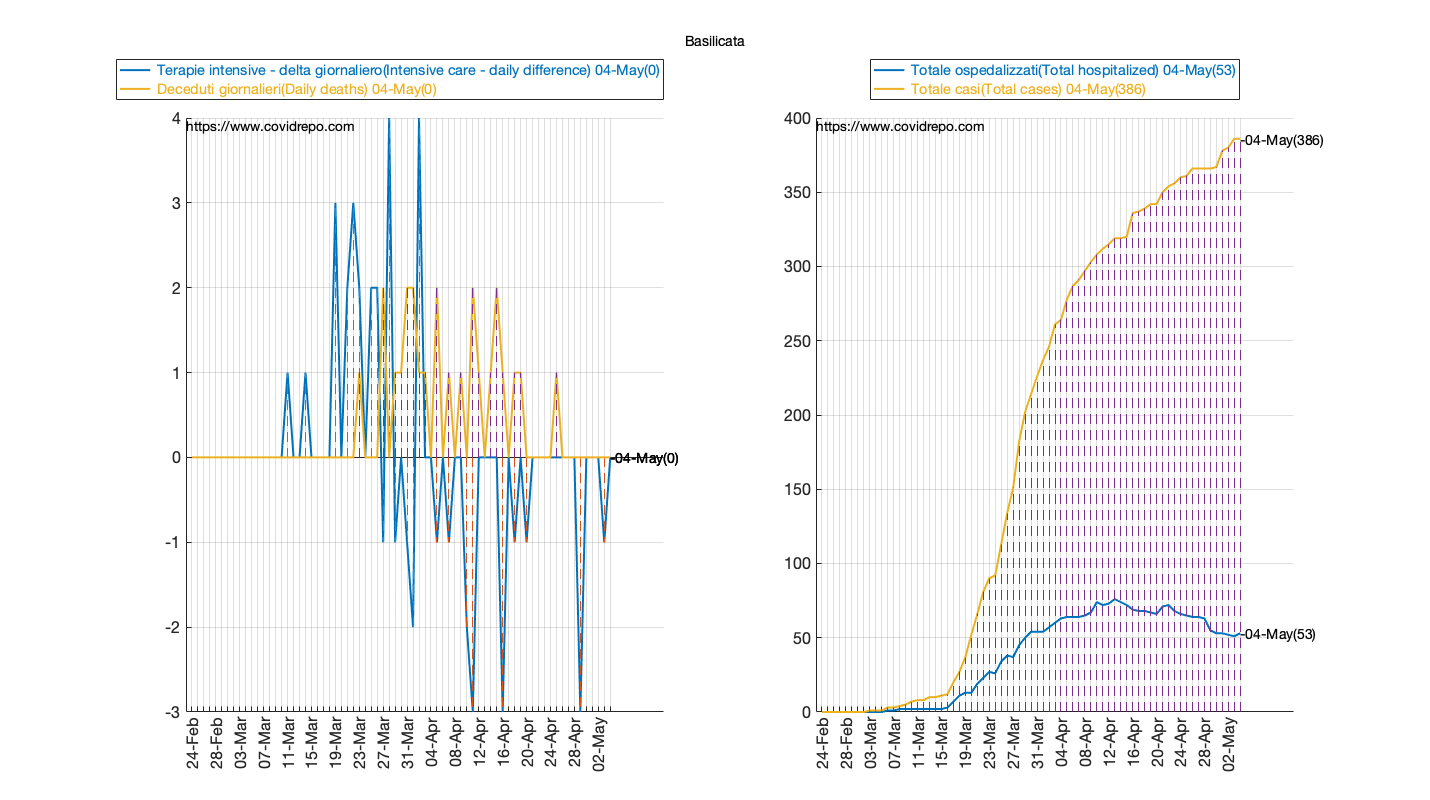 Basilicata
Terapie intensive - delta giornaliero(Intensive care - daily difference) 04-May(0)
Deceduti giornalieri(Daily deaths) 04-May(0)
https://www.covidrepo.com
4
3
2
1
0
-1
-2
-3
-04-May(0)
24-Feb
28-Feb
03-Mar
07-Mar
11-Mar
15-Mar
19-Mar
23-Mar
27-Mar
31-Mar
04-Apr
08-Apr
12-Apr
16-Apr
20-Apr
24-Apr
28-Apr
02-May
Totale ospedalizzati(Total hospitalized) 04-May(53)
Totale casi(Total cases) 04-May(386)
https://www.covidrepo.com
400
350
300
250
200
150
100
50
0
-04-May(386)
-04-May(53)
24-Feb
28-Feb
03-Mar
07-Mar
11-Mar
15-Mar
19-Mar
23-Mar
27-Mar
31-Mar
04-Apr
08-Apr
12-Apr
16-Apr
20-Apr
24-Apr
28-Apr
02-May